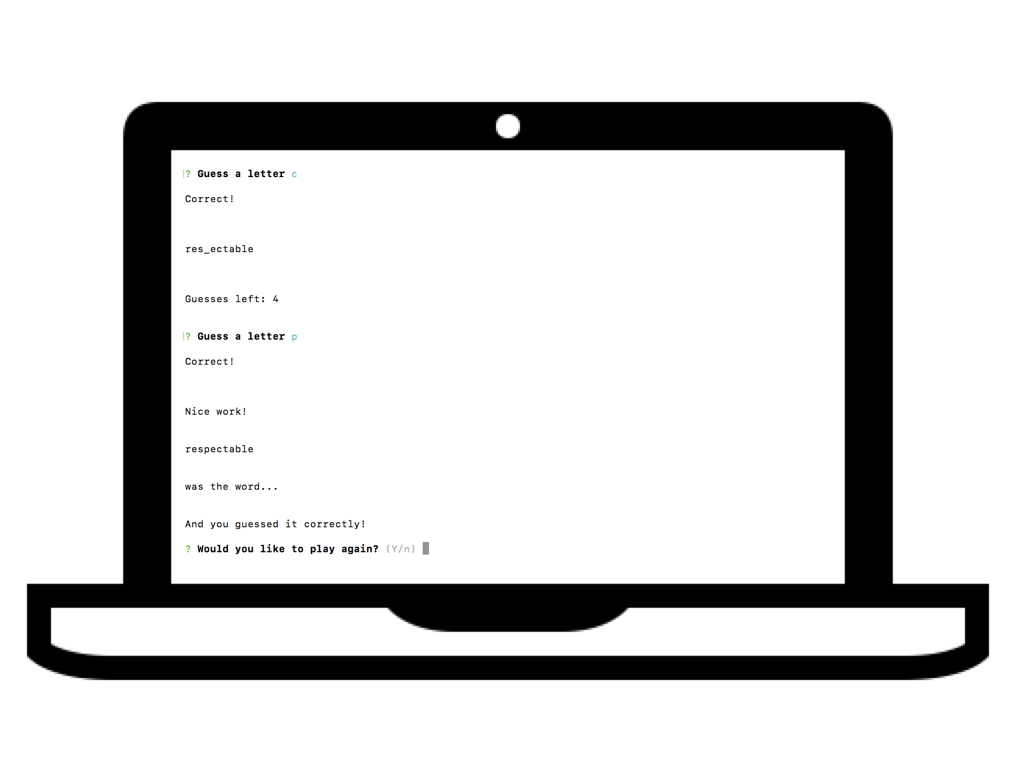 ? Guess a letter c
Correct!
res_ectable
Guesses left: 4
? Guess a letter p
Correct!
Nice work!
respectable
was the word...
And you guessed it correctly!
? Would you like to play again? (Y/n)